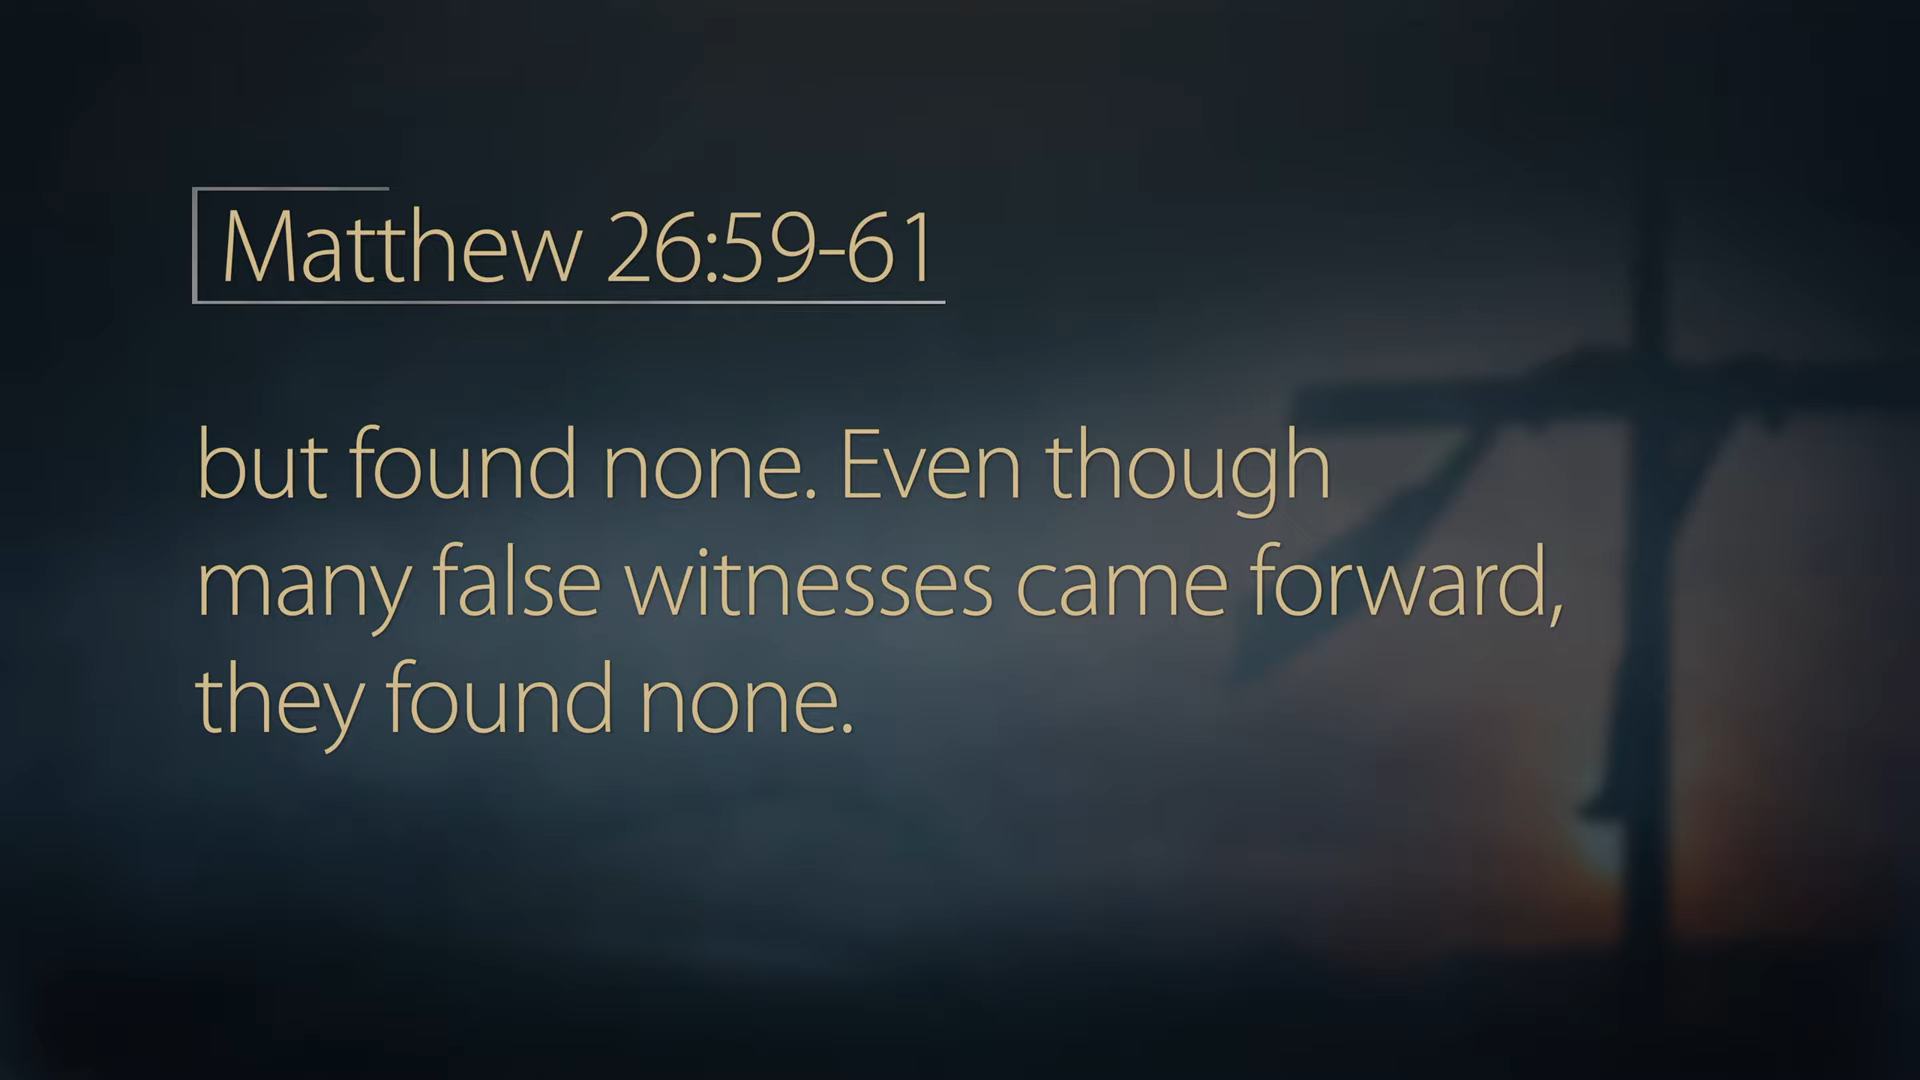 Matthew 26:59-61
but found none. Even though
many false witnesses came forward,
they found none.